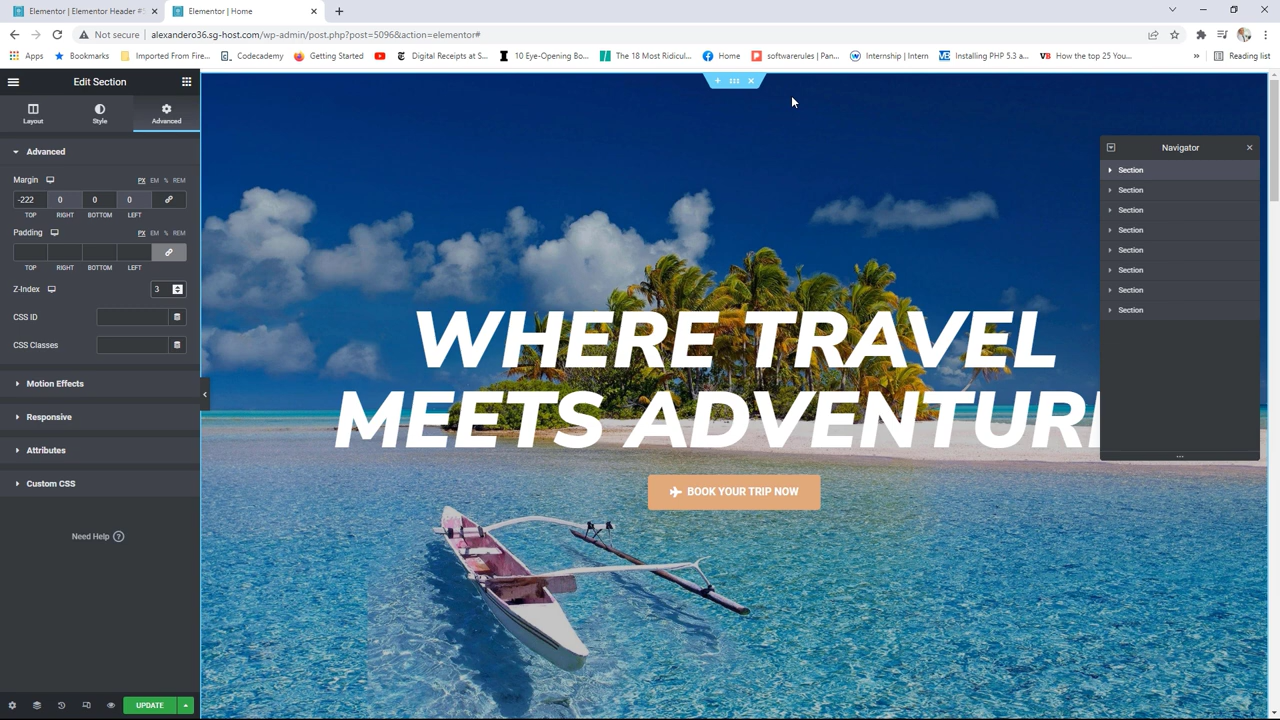 Elementor | Elementor Header #
Elementor | Home
Not secure
alexandero36.sg-host.com/wp-admin/post.php?post=5096&action=elementor#
Apps
Bookmarks
Imported From Fire...
Codecademy
Getting Started
Digital Receipts at S...
10 Eye-Opening Bo...
The 18 Most Ridicul...
Home
softwarerules | Pan...
Internship | Intern
Installing PHP 5.3 a...
How the top 25 You...
Reading list
Edit Section
Layout
Style
Advanced
Advanced
Margin
PX EM % REM
-222 0 0 0
TOP RIGHT BOTTOM LEFT
Padding
PX EM % REM
TOP RIGHT BOTTOM LEFT
Z-Index
3
CSS ID
CSS Classes
Motion Effects
Responsive
Attributes
Custom CSS
Need Help ?
UPDATE
WHERE TRAVEL
MEETS ADVENTUR
BOOK YOUR TRIP NOW
Navigator
Section
Section
Section
Section
Section
Section
Section
Section